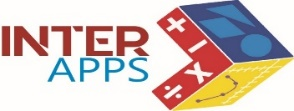 INTER
APPS
+ −
÷ ×